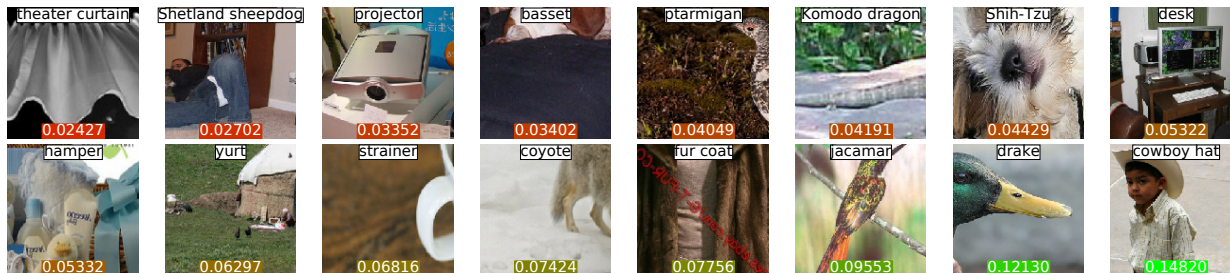 theater curtain
Shetland sheepdog
projector
basset
ptarmigan
Komodo dragon
Shih-Tzu
desk
0.02427
0.02702
0.03352
0.03402
0.04049
0.04191
0.04429
0.05322
hamper
yurt
strainer
coyote
fur coat
jacamar
drake
cowboy hat
0.05332
0.06297
0.06816
0.07424
0.07756
0.09553
0.12130
0.14820